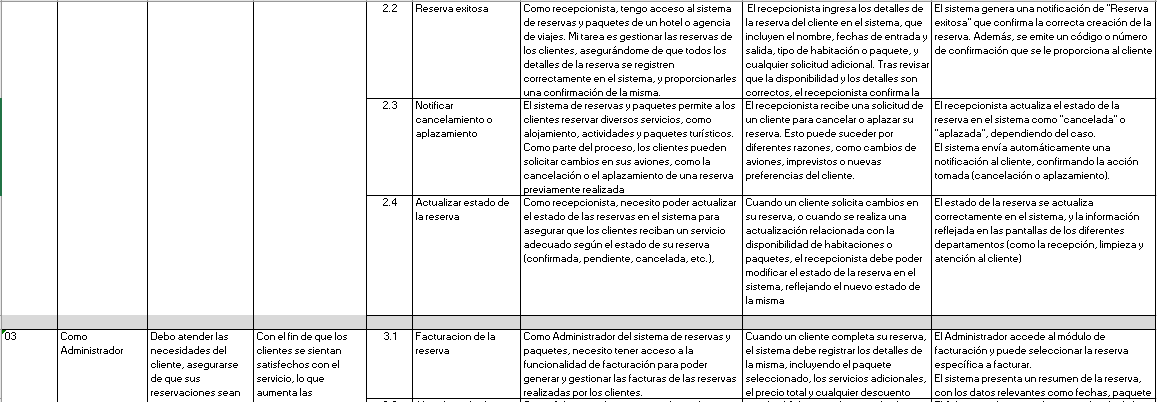 2.2
Reserva exitosa
Como recepcionista, tengo acceso al sistema
de reservas y paquetes de un hotel o agencia
de viajes. Mi tarea es gestionar las reservas de
los clientes, asegurándome de que todos los
detalles de la reserva se registren
correctamente en el sistema, y proporcionarles
una confirmación de la misma.
El recepcionista ingresa los detalles de
la reserva del cliente en el sistema, que
incluyen el nombre, fechas de entrada y
salida, tipo de habitación o paquete, y
cualquier solicitud adicional. Tras revisar
que la disponibilidad y los detalles son
correctos, el recepcionista confirma la
El sistema genera una notificación de "Reserva
exitosa" que confirma la correcta creación de la
reserva. Además, se emite un código o número
de confirmación que se le proporciona al cliente
2.3
Notificar
cancelamiento o
aplazamiento
El sistema de reservas y paquetes permite a los
clientes reservar diversos servicios, como
alojamiento, actividades y paquetes turísticos.
Como parte del proceso, los clientes pueden
solicitar cambios en sus aviones, como la
cancelación o el aplazamiento de una reserva
previamente realizada
El recepcionista recibe una solicitud de
un cliente para cancelar o aplazar su
reserva. Esto puede suceder por
diferentes razones, como cambios de
aviones, imprevistos o nuevas
preferencias del cliente.
El recepcionista actualiza el estado de la
reserva en el sistema como "cancelada" o
"aplazada", dependiendo del caso.
El sistema envía automáticamente una
notificación al cliente, confirmando la acción
tomada (cancelación o aplazamiento).
2.4
Actualizar estado de
la reserva
Como recepcionista, necesito poder actualizar
el estado de las reservas en el sistema para
asegurar que los clientes reciban un servicio
adecuado según el estado de su reserva
(confirmada, pendiente, cancelada, etc.),
Cuando un cliente solicita cambios en
su reserva, o cuando se realiza una
actualización relacionada con la
disponibilidad de habitaciones o
paquetes, el recepcionista debe poder
modificar el estado de la reserva en el
sistema, reflejando el nuevo estado de
la misma
El estado de la reserva se actualiza
correctamente en el sistema, y la información
reflejada en las pantallas de los diferentes
departamentos (como la recepción, limpieza y
atención al cliente)
03
Como
Administrador
Debo atender las
necesidades del
cliente, asegurarse
de que sus
reservaciones sean
Con el fin de que los
clientes se sientan
satisfechos con el
servicio, lo que
aumenta las
3.1
Facturacion de la
reserva
Como Administrador del sistema de reservas y
paquetes, necesito tener acceso a la
funcionalidad de facturación para poder
generar y gestionar las facturas de las reservas
realizadas por los clientes.
Cuando un cliente completa su reserva,
el sistema debe registrar los detalles de
la misma, incluyendo el paquete
seleccionado, los servicios adicionales,
el precio total y cualquier descuento
El Administrador accede al módulo de
facturación y puede seleccionar la reserva
específica a facturar.
El sistema presenta un resumen de la reserva,
con los datos relevantes como fechas, paquete